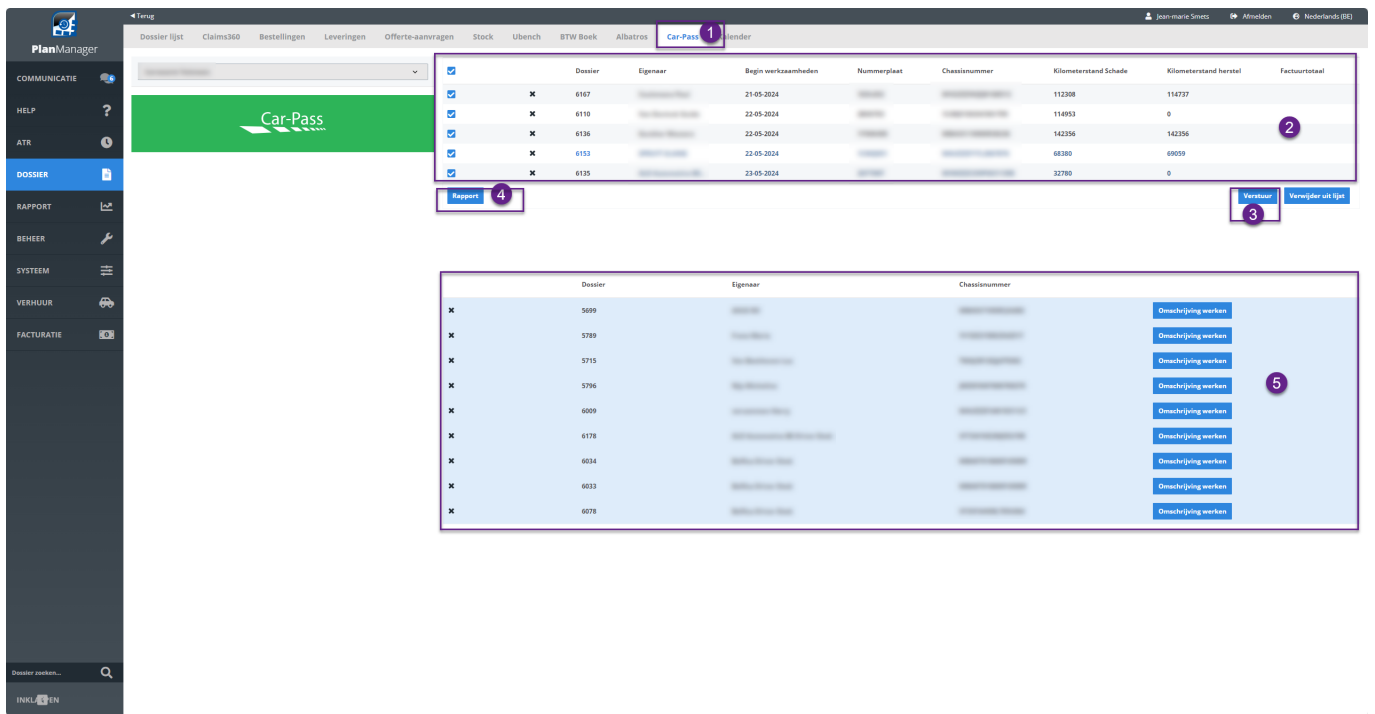 Terug
Jean-marie Smets Afmelden Nederlands (BE)
PlanManager
Dossier lijst Claims360 Bestellingen Leveringen Offerte-aanvragen Stock Ubench BTW Boek Albatros Car-Pass 1
COMMUNICATIE 6
HELP ?
ATR
DOSSIER
RAPPORT
BEHEER
SYSTEEM
VERHUUR
FACTURATIE
Dossier zoeken...
Car-Pass
Dossier Eigenaar Begin werkzaamheden Nummerplaat Chassisnummer Kilometerstand Schade Kilometerstand herstel Factuurtotaal
6167 21-05-2024 112308 114737
6110 22-05-2024 114953 0
6136 22-05-2024 142356 142356
2
6153 22-05-2024 68380 69059
6135 23-05-2024 32780 0
Rapport 4 Verstuur Verwijder uit lijst
3
Dossier Eigenaar Chassisnummer
5699 Omschrijving werken
5789 Omschrijving werken
5715 Omschrijving werken
5796 Omschrijving werken
5
6009 Omschrijving werken
6178 Omschrijving werken
6034 Omschrijving werken
6033 Omschrijving werken
6078 Omschrijving werken